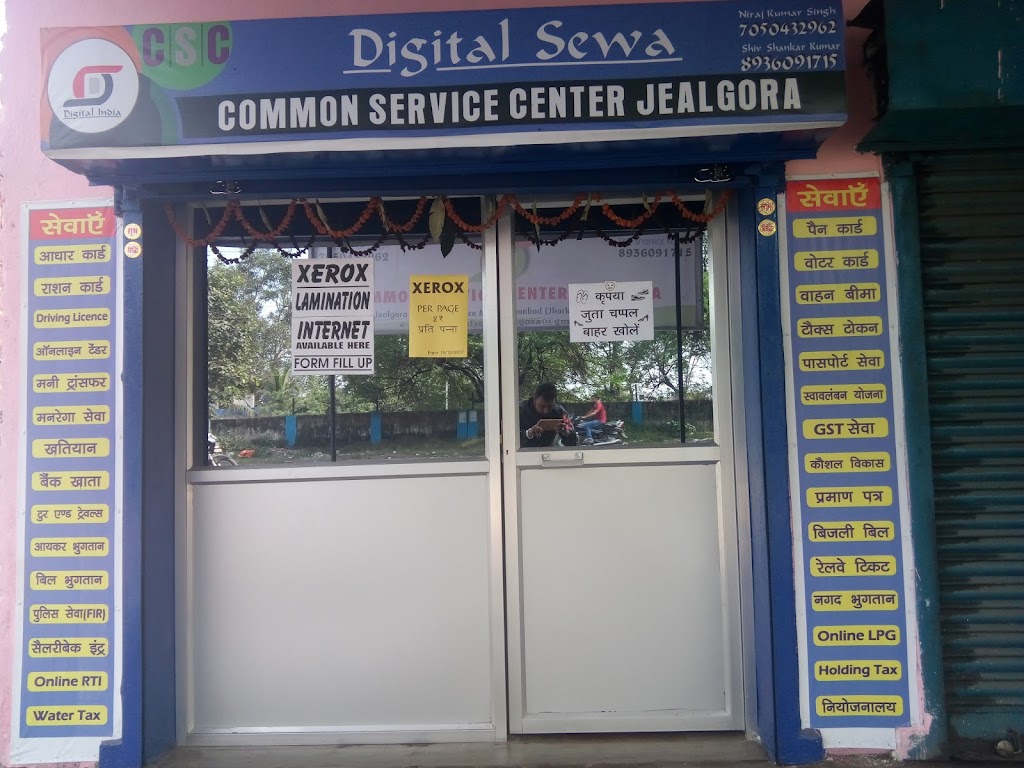 CSC
Digital India
Digital Sewa
Niraj Kumar Singh
7050432962
Shiv Shankar Kumar
8936091715
COMMON SERVICE CENTER JEALGORA
सेवाएँ
आधार कार्ड
राशन कार्ड
Driving Licence
ऑनलाइन टेंडर
मनी ट्रांसफर
मनरेगा सेवा
खतियान
बैंक खाता
टुर एण्ड ट्रेवल्स
आयकर भुगतान
बिल भुगतान
पुलिस सेवा(FIR)
सैलरीबेक इंट्र
Online RTI
Water Tax
XEROX
LAMINATION
INTERNET
AVAILABLE HERE
FORM FILL UP
XEROX
PER PAGE
2₹
प्रति पन्ना
8936091715
कृपया
जुता चप्पल
बाहर खोलें
सेवाएँ
पैन कार्ड
वोटर कार्ड
वाहन बीमा
टैक्स टोकन
पासपोर्ट सेवा
स्वावलंबन योजना
GST सेवा
कौशल विकास
प्रमाण पत्र
बिजली बिल
रेलवे टिकट
नगद भुगतान
Online LPG
Holding Tax
नियोजनालय